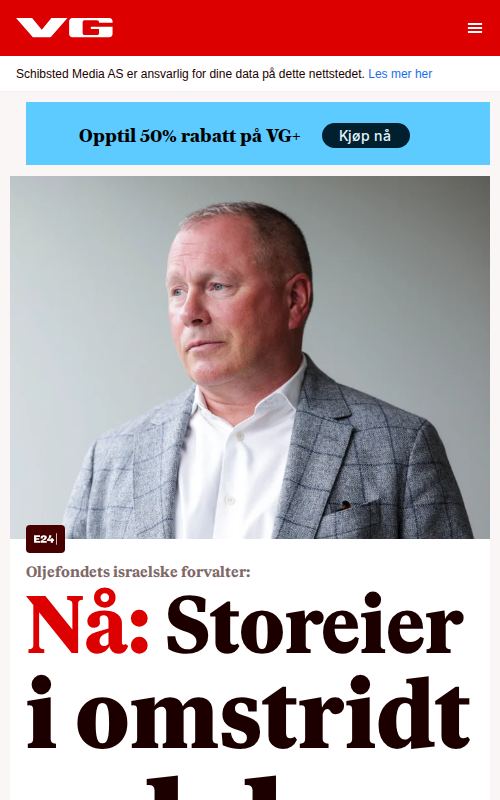 VG
Schibsted Media AS er ansvarlig for dine data på dette nettstedet. Les mer her
Opptil 50% rabatt på VG+ Kjøp nå
E24
Oljefondets israelske forvalter:
Nå: Storeier
i omstridt